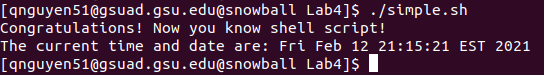 [qnguyen51@gsuad.gsu.edu@snowball Lab4]$ ./simple.sh
Congratulations! Now you know shell script!
The current time and date are: Fri Feb 12 21:15:21 EST 2021
[qnguyen51@gsuad.gsu.edu@snowball Lab4]$